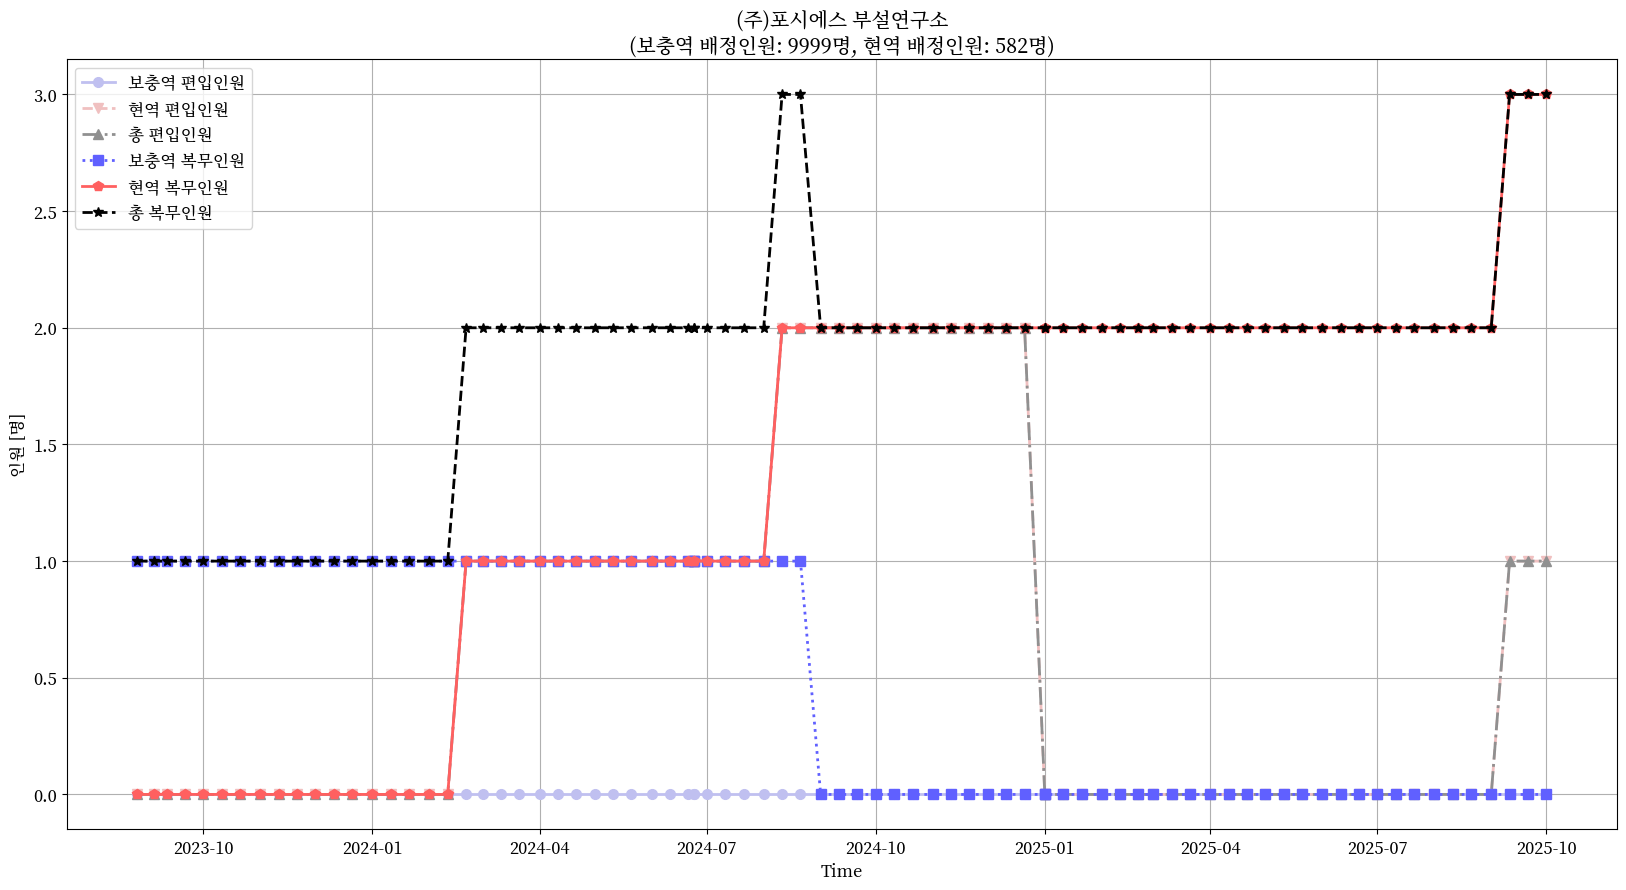 (주)포시에스 부설연구소
(보충역 배정인원: 9999명, 현역 배정인원: 582명)
보충역 편입인원
현역 편입인원
총 편입인원
보충역 복무인원
현역 복무인원
총 복무인원
인원 [명]
3.0
2.5
2.0
1.5
1.0
0.5
0.0
2023-10 2024-01 2024-04 2024-07 2024-10 2025-01 2025-04 2025-07 2025-10
Time